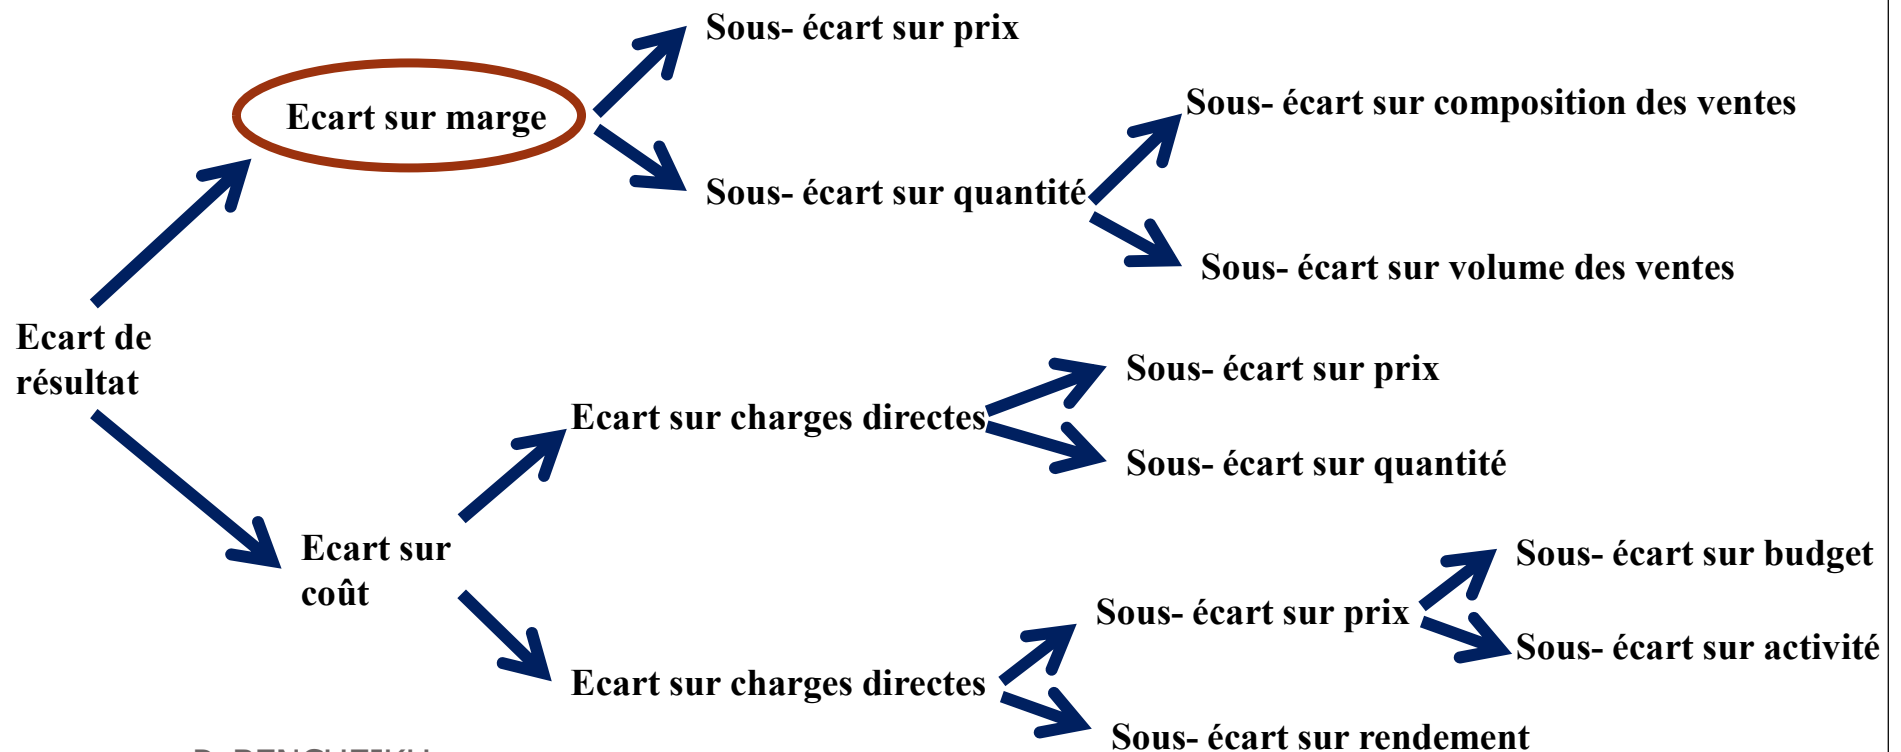 Sous- écart sur prix
Ecart sur marge
Sous- écart sur composition des ventes
Sous- écart sur quantité
Sous- écart sur volume des ventes
Ecart de
résultat
Sous- écart sur prix
Ecart sur charges directes
Sous- écart sur quantité
Ecart sur
coût
Sous- écart sur budget
Sous- écart sur prix
Sous- écart sur activité
Ecart sur charges directes
Sous- écart sur rendement